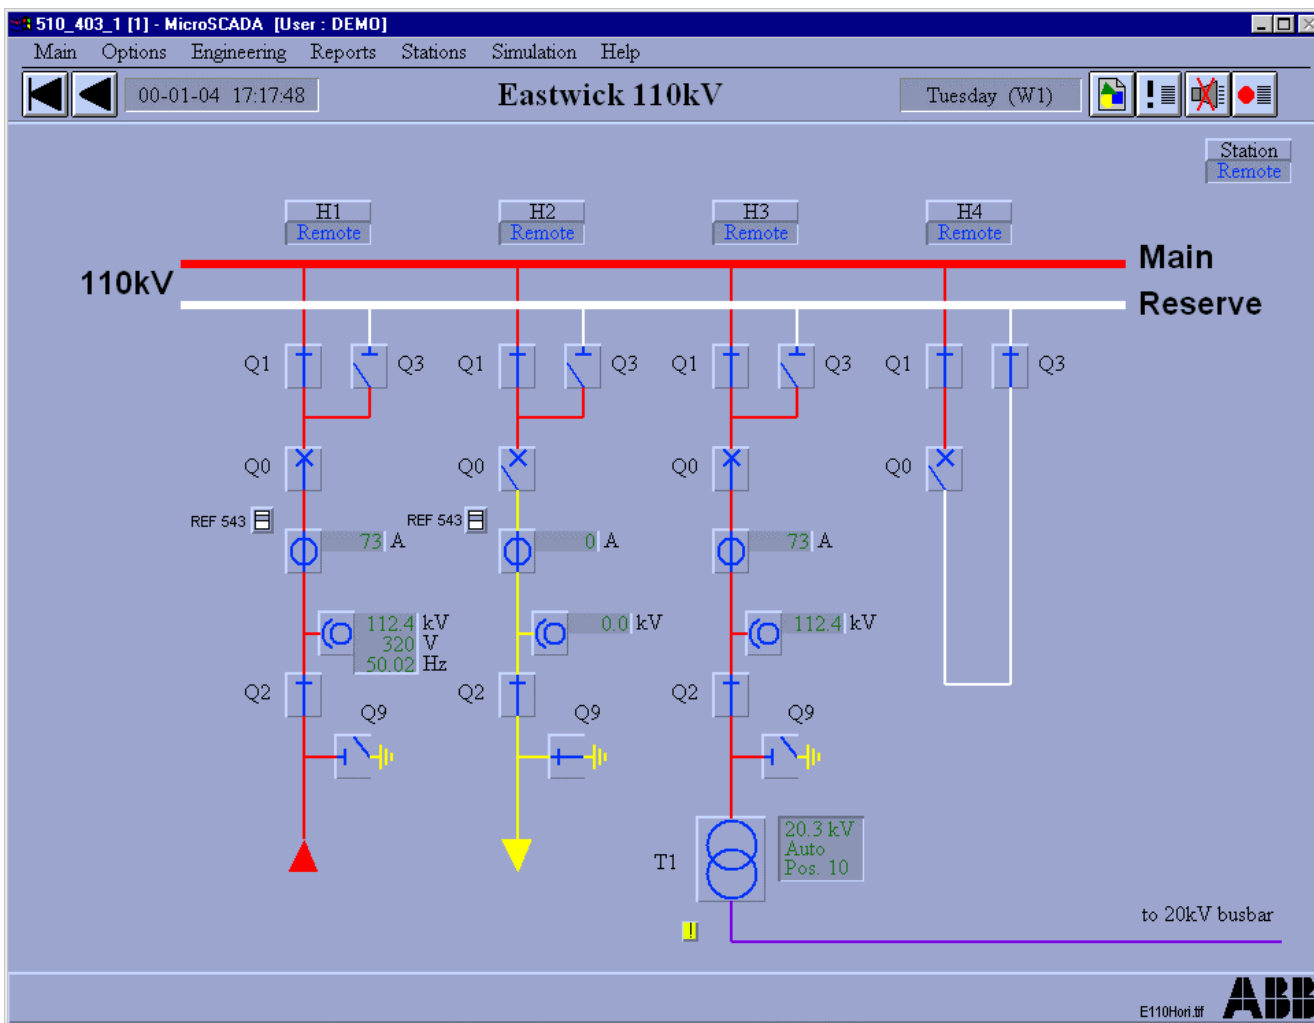 510_403_1 [1] - MicroSCADA [User : DEMO]
Main Options Engineering Reports Stations Simulation Help
00-01-04 17:17:48
Eastwick 110kV
Tuesday (W1)
Station
Remote
H1
Remote
H2
Remote
H3
Remote
H4
Remote
Main
110kV
Reserve
Q1 Q3 Q1 Q3 Q1 Q3 Q1 Q3
Q0 Q0 Q0 Q0
REF 543 REF 543
73 A 0 A 73 A
112.4 kV 0.0 kV 112.4 kV
320 V
50.02 Hz
Q2 Q2 Q2
Q9 Q9 Q9
20.3 kV
Auto
Pos. 10
T1
!
to 20kV busbar
E110Hori.tif
ABB